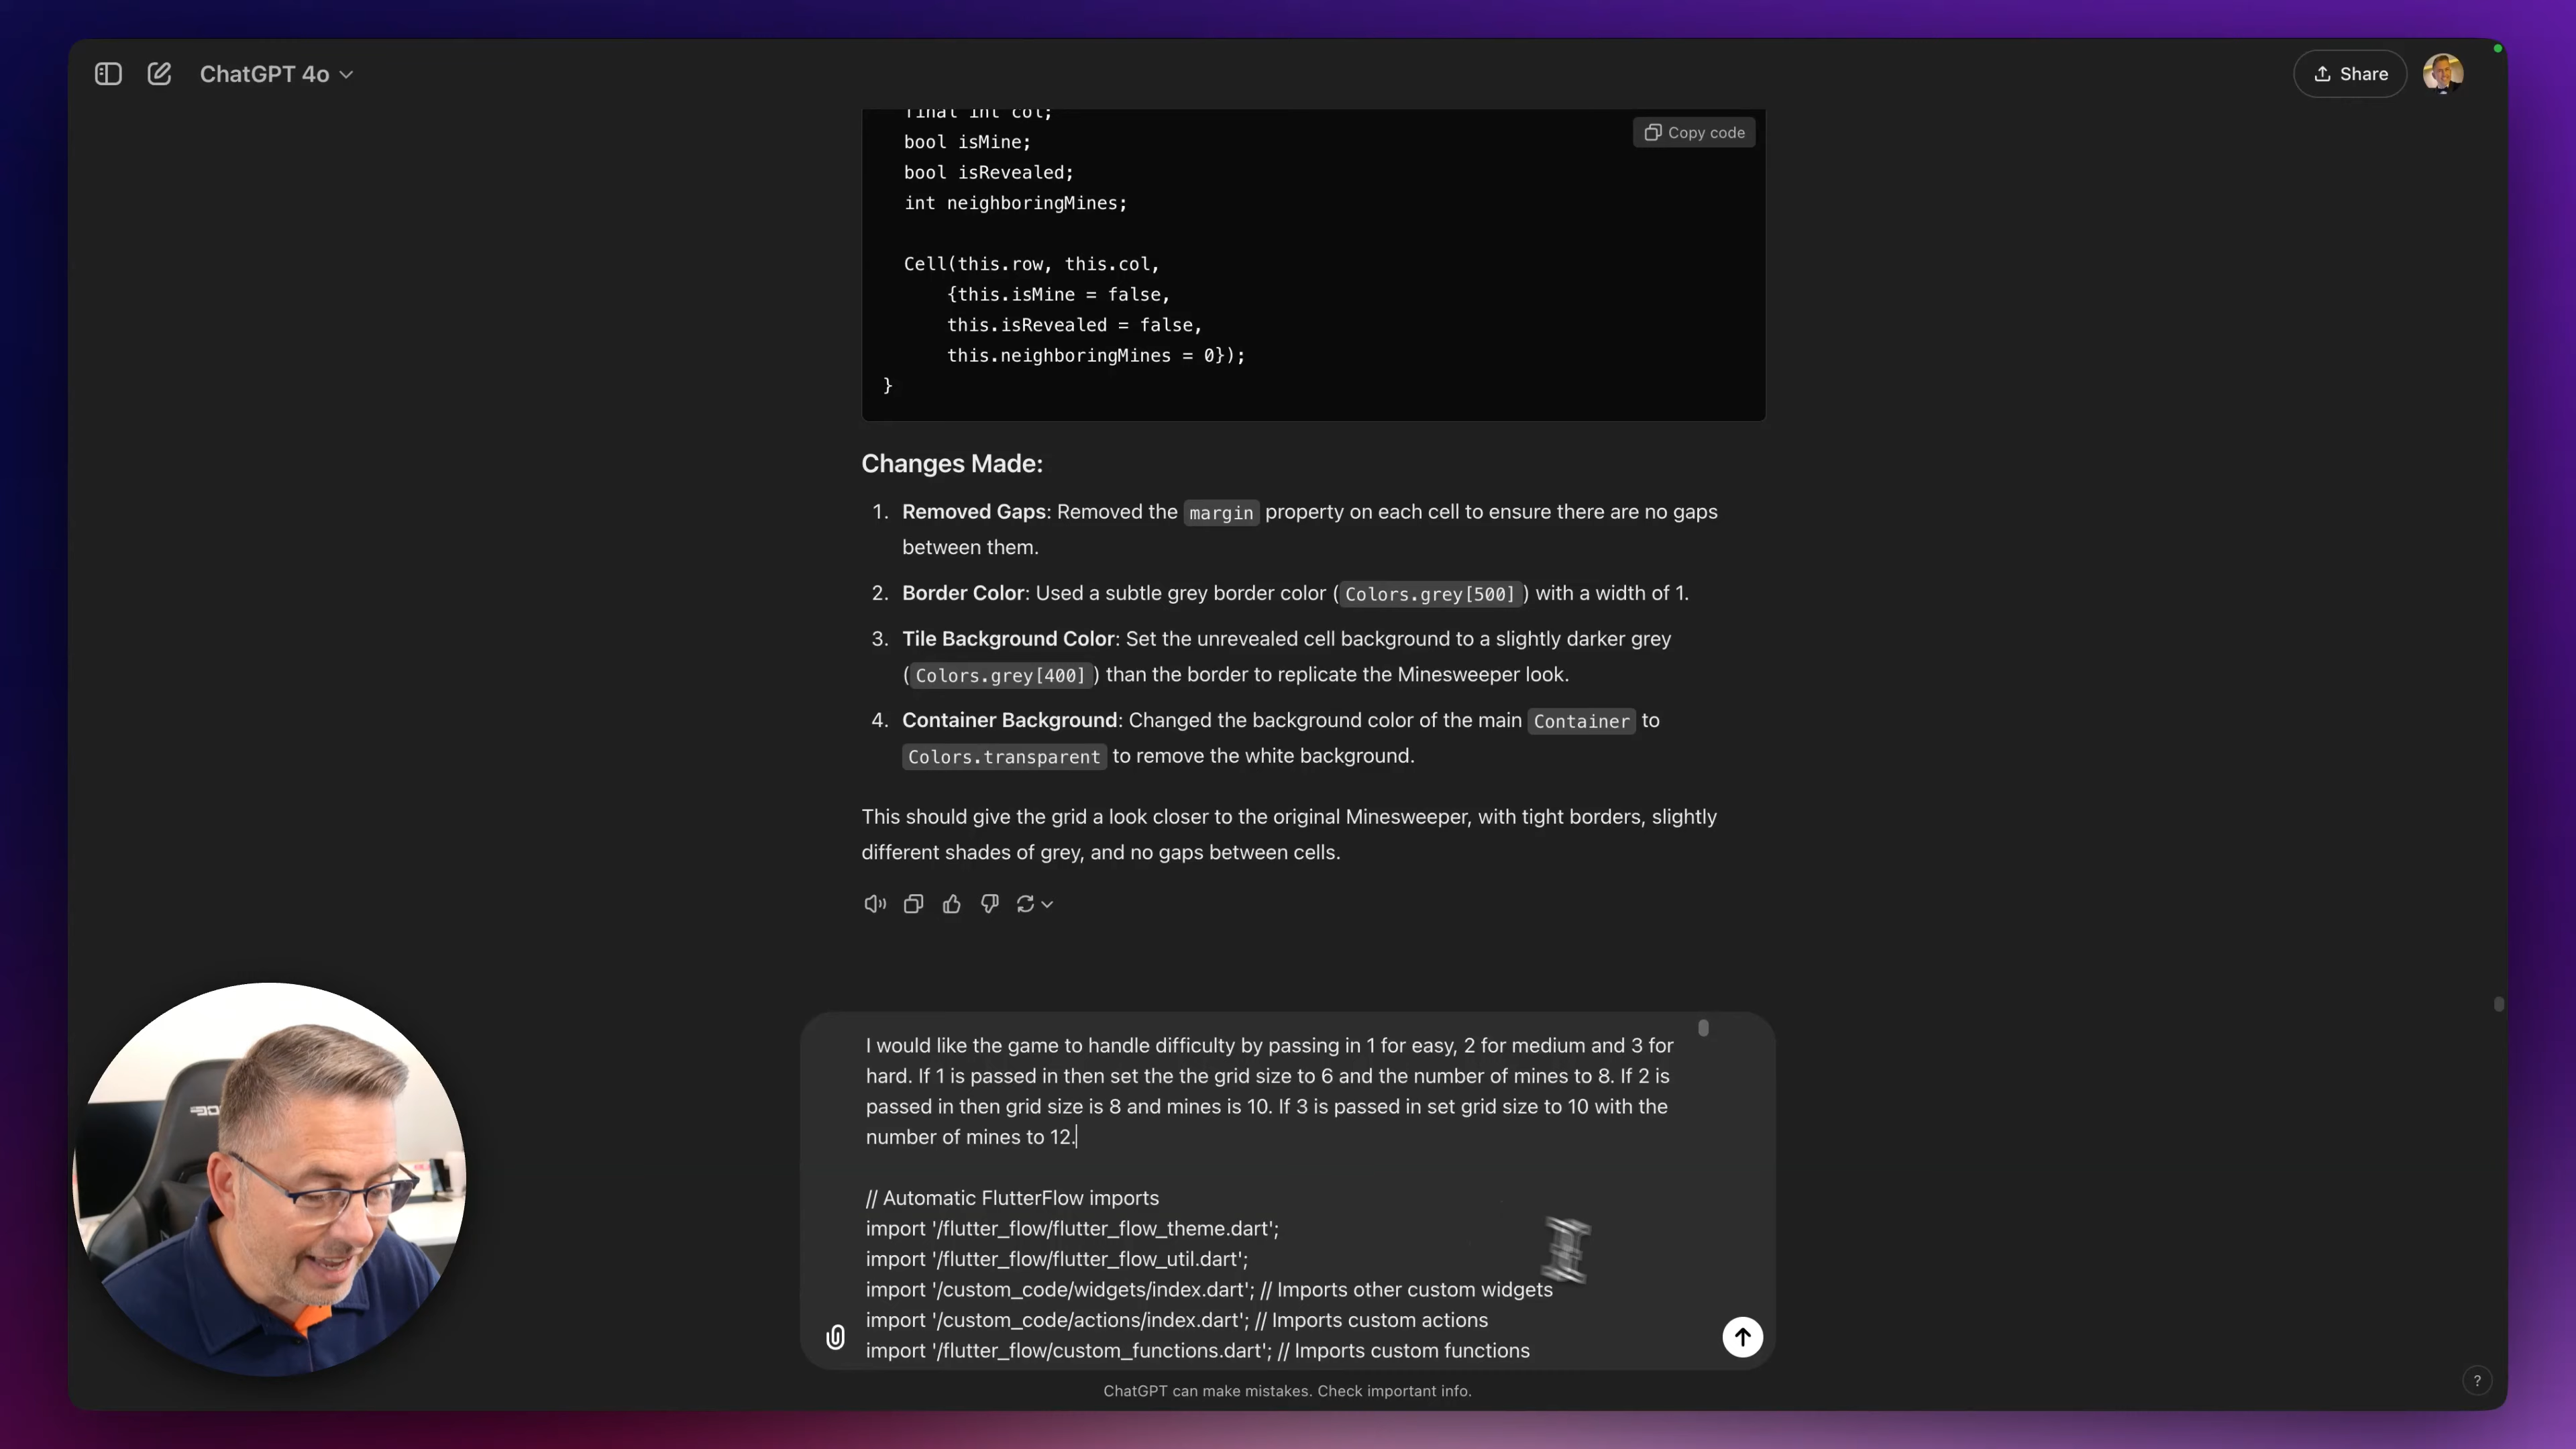 ChatGPT 4o
Share
final int col;
Copy code
bool isMine;
bool isRevealed;
int neighboringMines;
Cell(this.row, this.col,
{this.isMine = false,
this.isRevealed = false,
this.neighboringMines = 0});
}
Changes Made:
1. Removed Gaps: Removed the margin property on each cell to ensure there are no gaps
between them.
2. Border Color: Used a subtle grey border color (Colors.grey[500]) with a width of 1.
3. Tile Background Color: Set the unrevealed cell background to a slightly darker grey
(Colors.grey[400]) than the border to replicate the Minesweeper look.
4. Container Background: Changed the background color of the main Container to
Colors.transparent to remove the white background.
This should give the grid a look closer to the original Minesweeper, with tight borders, slightly
different shades of grey, and no gaps between cells.
I would like the game to handle difficulty by passing in 1 for easy, 2 for medium and 3 for
hard. If 1 is passed in then set the the grid size to 6 and the number of mines to 8. If 2 is
passed in then grid size is 8 and mines is 10. If 3 is passed in set grid size to 10 with the
number of mines to 12.
// Automatic FlutterFlow imports
import '/flutter_flow/flutter_flow_theme.dart';
import '/flutter_flow/flutter_flow_util.dart';
import '/custom_code/widgets/index.dart'; // Imports other custom widgets
import '/custom_code/actions/index.dart'; // Imports custom actions
import '/flutter_flow/custom_functions.dart'; // Imports custom functions
ChatGPT can make mistakes. Check important info.
?